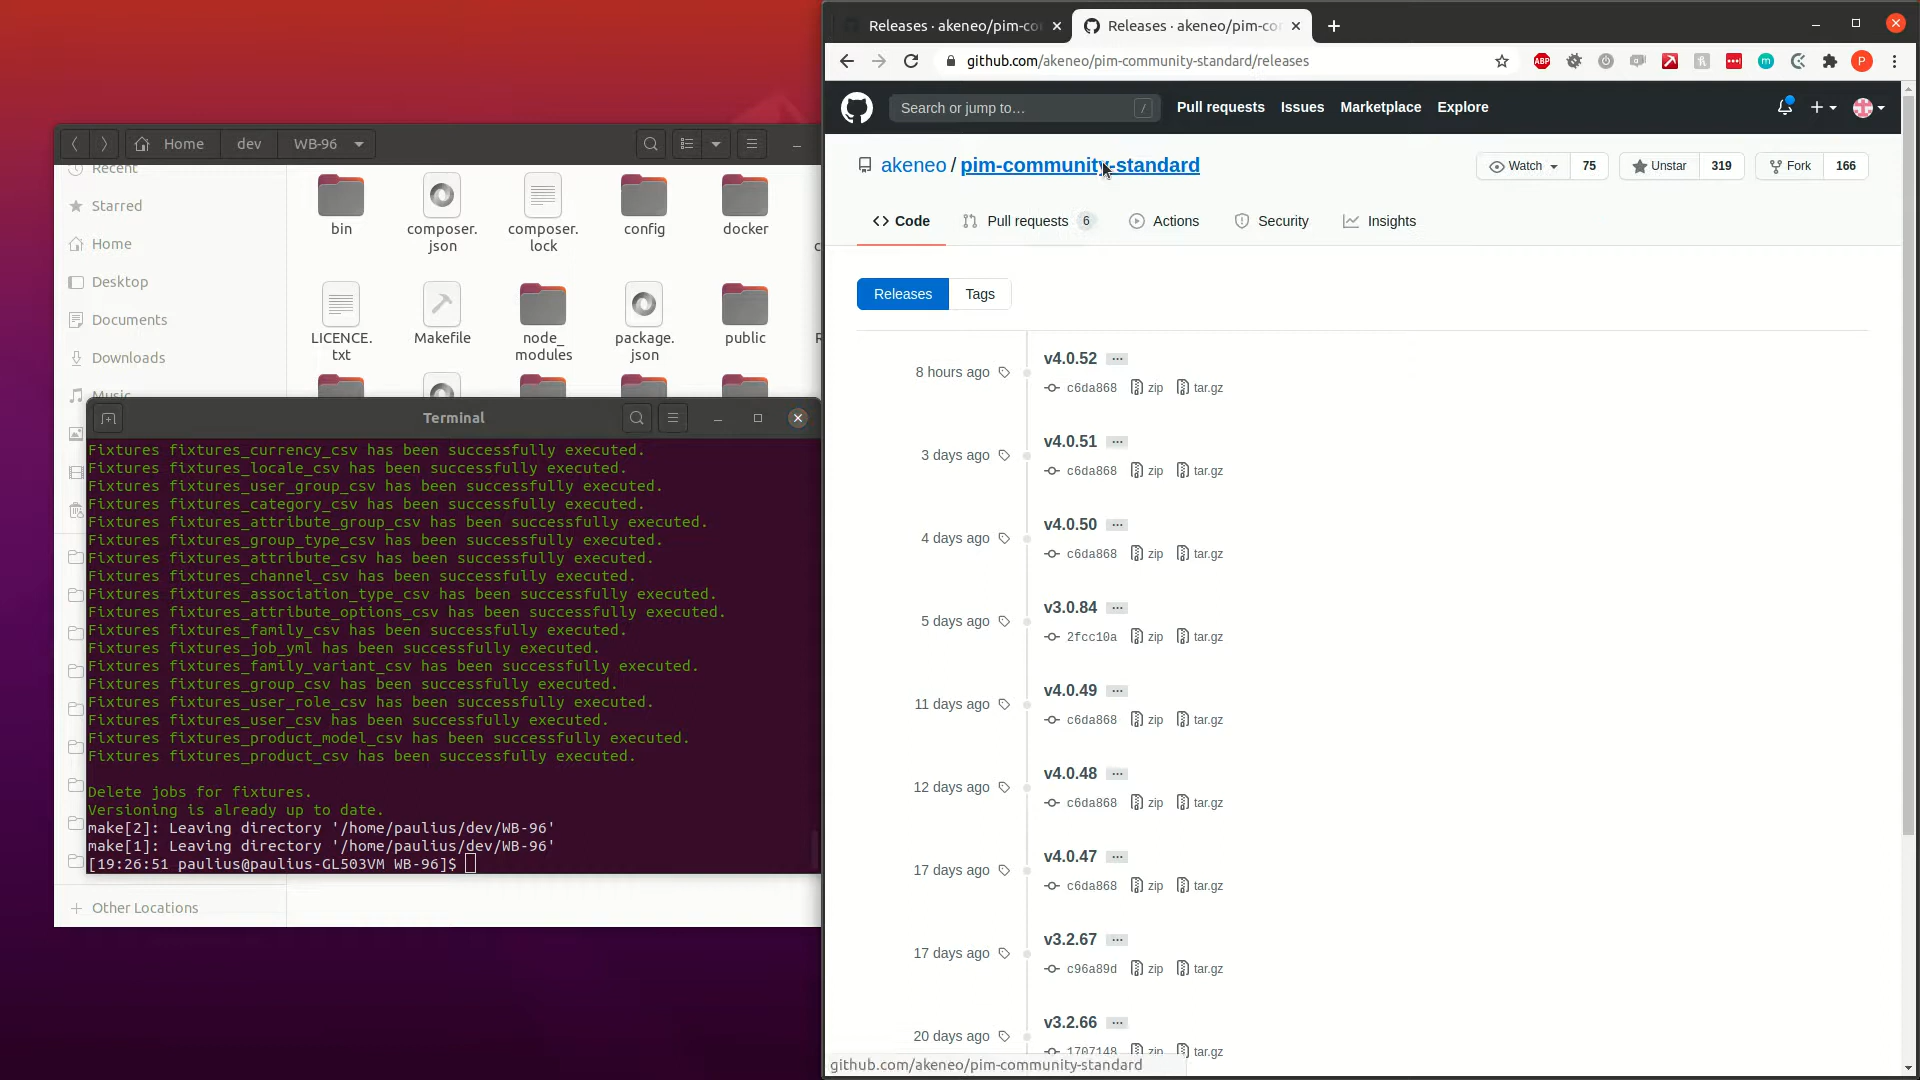 Releases · akeneo/pim-co
Releases · akeneo/pim-co
github.com/akeneo/pim-community-standard/releases
ABP
P
Search or jump to…
/
Pull requests
Issues
Marketplace
Explore
akeneo / pim-community-standard
Watch 75
Unstar 319
Fork 166
Code
Pull requests 6
Actions
Security
Insights
Releases
Tags
8 hours ago
v4.0.52
c6da868 zip tar.gz
3 days ago
v4.0.51
c6da868 zip tar.gz
4 days ago
v4.0.50
c6da868 zip tar.gz
5 days ago
v3.0.84
2fcc10a zip tar.gz
11 days ago
v4.0.49
c6da868 zip tar.gz
12 days ago
v4.0.48
c6da868 zip tar.gz
17 days ago
v4.0.47
c6da868 zip tar.gz
17 days ago
v3.2.67
c96a89d zip tar.gz
20 days ago
v3.2.66
1707148 zip tar.gz
github.com/akeneo/pim-community-standard
Home
dev
WB-96
Recent
Starred
Home
Desktop
Documents
Downloads
Music
Other Locations
bin
composer.
json
composer.
lock
config
docker
LICENCE.
txt
Makefile
node_
modules
package.
json
public
Terminal
Fixtures fixtures_currency_csv has been successfully executed.
Fixtures fixtures_locale_csv has been successfully executed.
Fixtures fixtures_user_group_csv has been successfully executed.
Fixtures fixtures_category_csv has been successfully executed.
Fixtures fixtures_attribute_group_csv has been successfully executed.
Fixtures fixtures_group_type_csv has been successfully executed.
Fixtures fixtures_attribute_csv has been successfully executed.
Fixtures fixtures_channel_csv has been successfully executed.
Fixtures fixtures_association_type_csv has been successfully executed.
Fixtures fixtures_attribute_options_csv has been successfully executed.
Fixtures fixtures_family_csv has been successfully executed.
Fixtures fixtures_job_yml has been successfully executed.
Fixtures fixtures_family_variant_csv has been successfully executed.
Fixtures fixtures_group_csv has been successfully executed.
Fixtures fixtures_user_role_csv has been successfully executed.
Fixtures fixtures_user_csv has been successfully executed.
Fixtures fixtures_product_model_csv has been successfully executed.
Fixtures fixtures_product_csv has been successfully executed.
Delete jobs for fixtures.
Versioning is already up to date.
make[2]: Leaving directory '/home/paulius/dev/WB-96'
make[1]: Leaving directory '/home/paulius/dev/WB-96'
[19:26:51 paulius@paulius-GL503VM WB-96]$